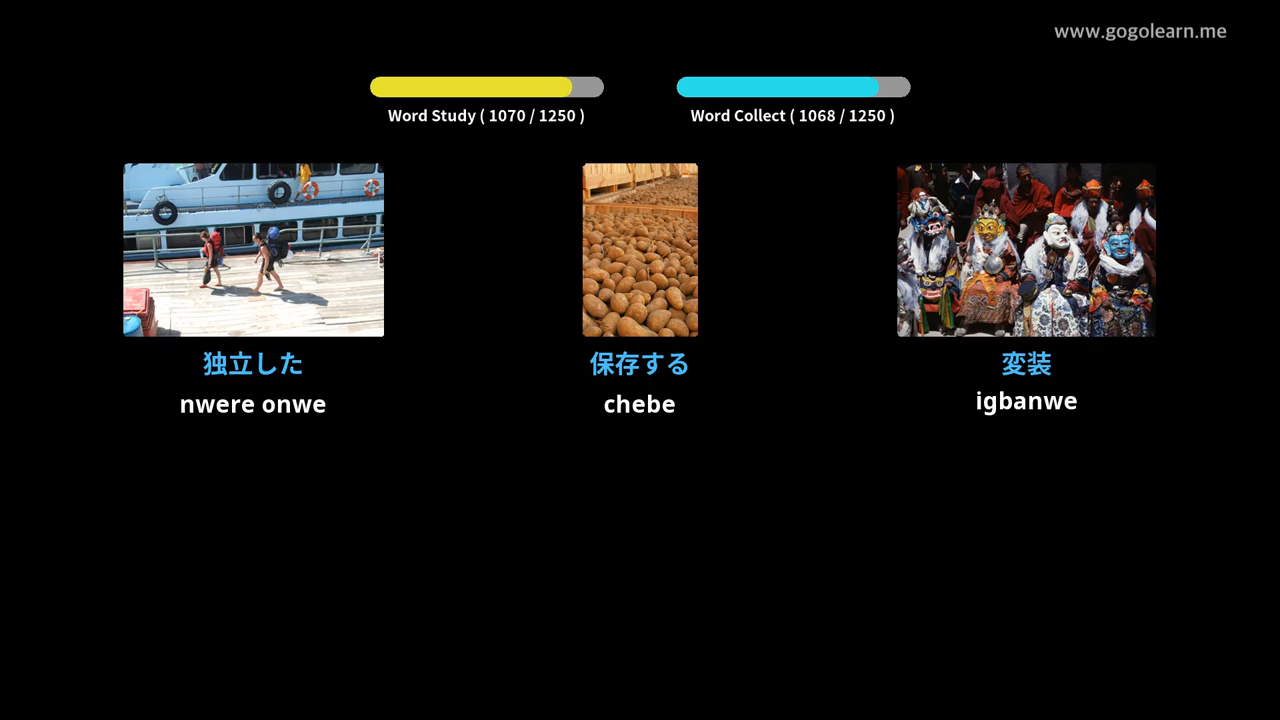 www.gogolearn.me
Word Study ( 1070 / 1250 )
Word Collect ( 1068 / 1250 )
独立した
nwere onwe
保存する
chebe
変装
igbanwe